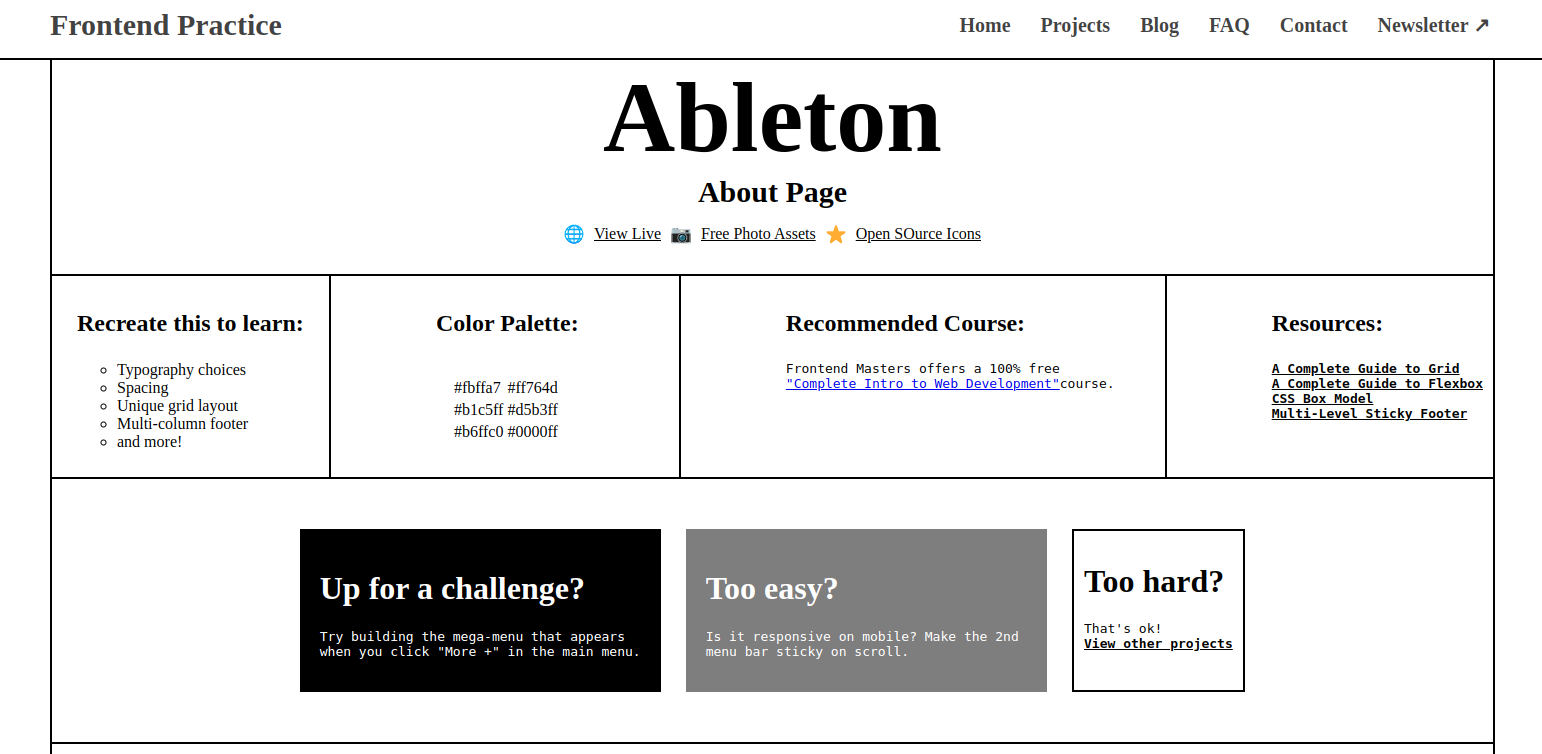 Frontend Practice
Home Projects Blog FAQ Contact Newsletter ↗
Ableton
About Page
🌐 View Live 📷 Free Photo Assets ⭐ Open SOurce Icons
Recreate this to learn:
Typography choices
Spacing
Unique grid layout
Multi-column footer
and more!
Color Palette:
#fbffa7 #ff764d
#b1c5ff #d5b3ff
#b6ffc0 #0000ff
Recommended Course:
Frontend Masters offers a 100% free
"Complete Intro to Web Development"course.
Resources:
A Complete Guide to Grid
A Complete Guide to Flexbox
CSS Box Model
Multi-Level Sticky Footer
Up for a challenge?
Try building the mega-menu that appears
when you click "More +" in the main menu.
Too easy?
Is it responsive on mobile? Make the 2nd
menu bar sticky on scroll.
Too hard?
That's ok!
View other projects